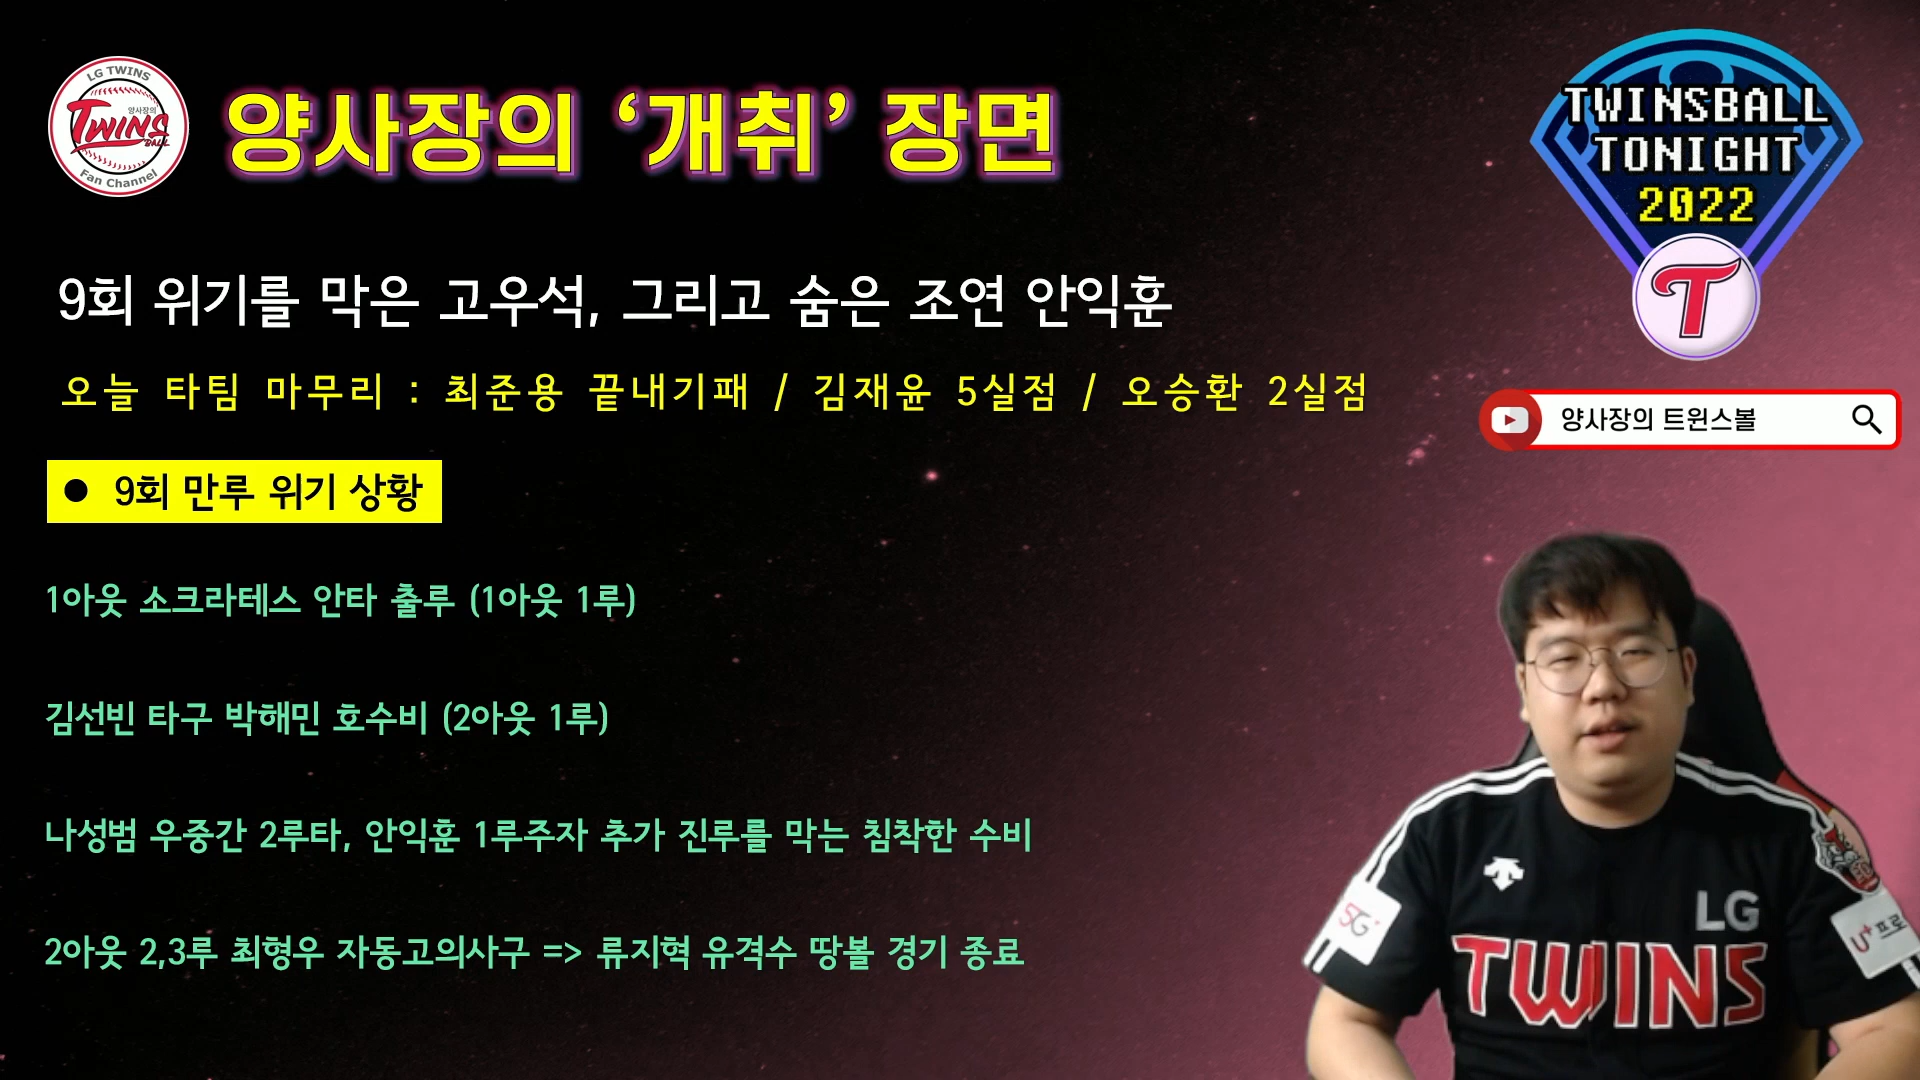 LG TWINS
양사장의
TWINS
BALL
Fan Channel
양사장의 ‘개취’ 장면
TWINSBALL
TONIGHT
2022
T
9회 위기를 막은 고우석, 그리고 숨은 조연 안익훈
오늘 타팀 마무리 : 최준용 끝내기패 / 김재윤 5실점 / 오승환 2실점
양사장의 트윈스볼
● 9회 만루 위기 상황
1아웃 소크라테스 안타 출루 (1아웃 1루)
김선빈 타구 박해민 호수비 (2아웃 1루)
나성범 우중간 2루타, 안익훈 1루주자 추가 진루를 막는 침착한 수비
2아웃 2,3루 최형우 자동고의사구 => 류지혁 유격수 땅볼 경기 종료
5G+
LG
TWINS
U+프로